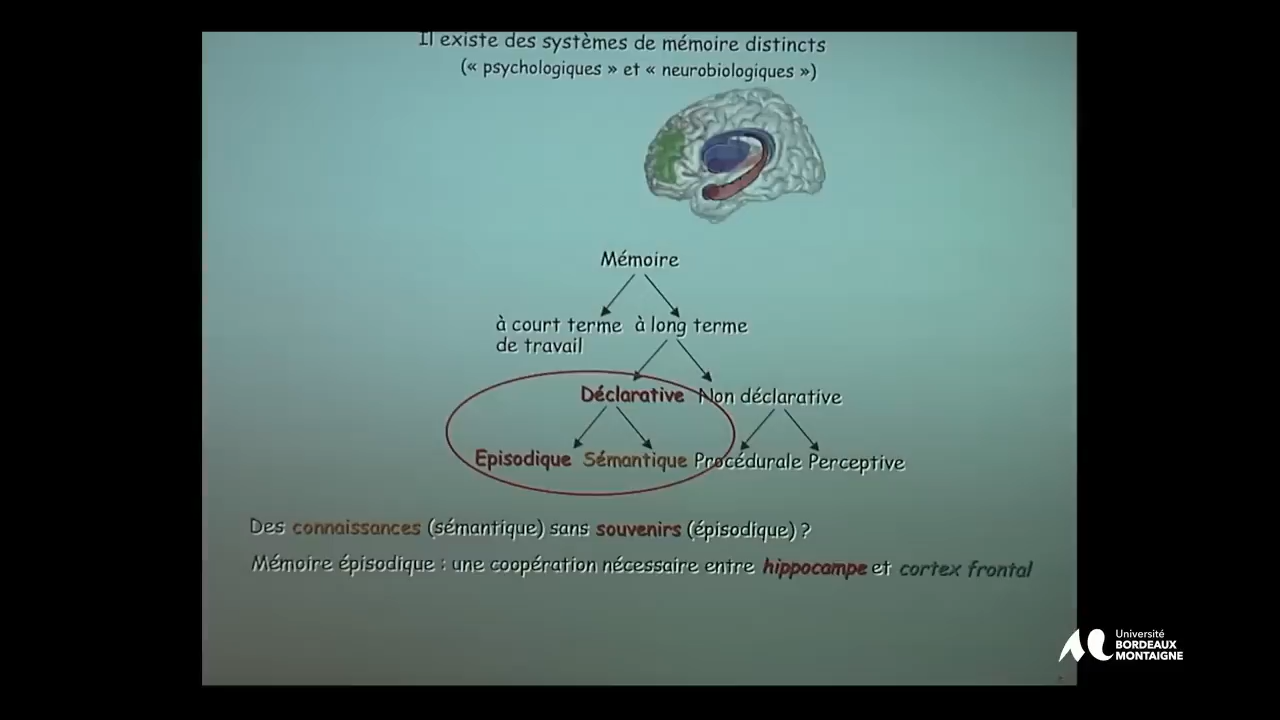 Il existe des systèmes de mémoire distincts
(« psychologiques » et « neurobiologiques »)
Mémoire
à court terme à long terme
de travail
Déclarative Non déclarative
Episodique Sémantique Procédurale Perceptive
Des connaissances (sémantique) sans souvenirs (épisodique) ?
Mémoire épisodique : une coopération nécessaire entre hippocampe et cortex frontal
Université
BORDEAUX
MONTAIGNE